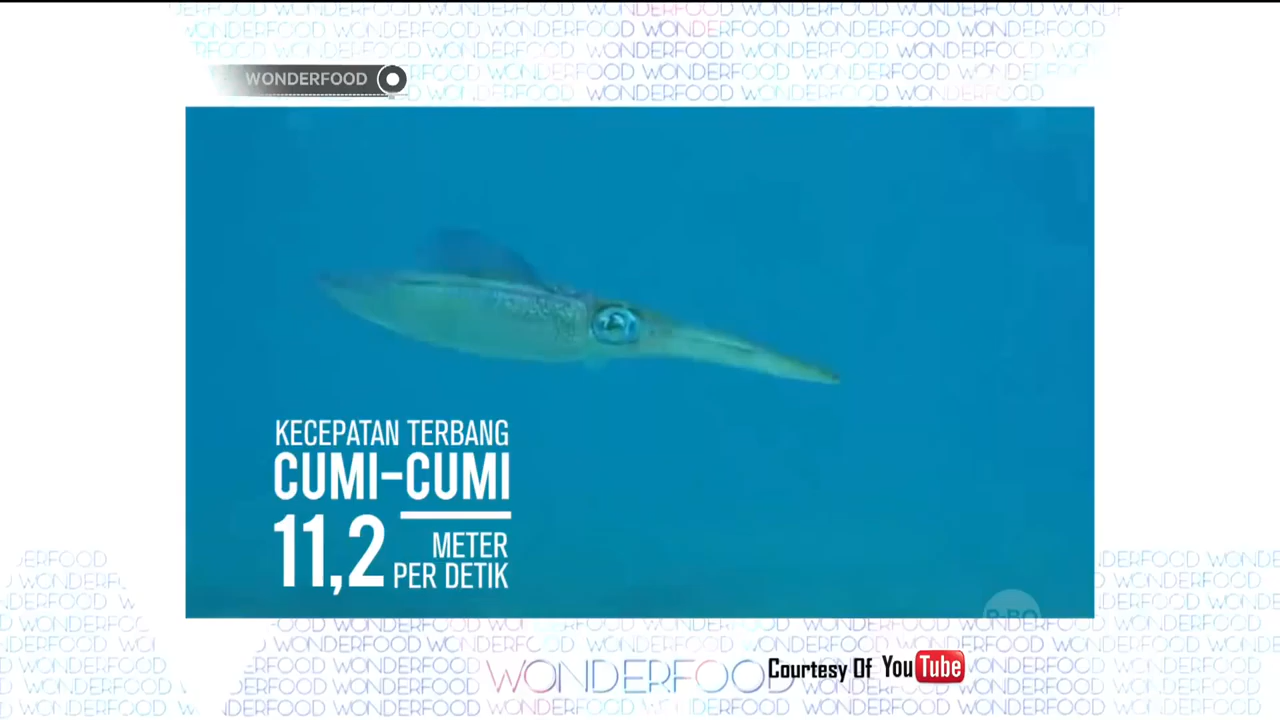 WONDERFOOD
KECEPATAN TERBANG
CUMI-CUMI
11,2 METER
PER DETIK
WONDERFOOD
Courtesy Of YouTube